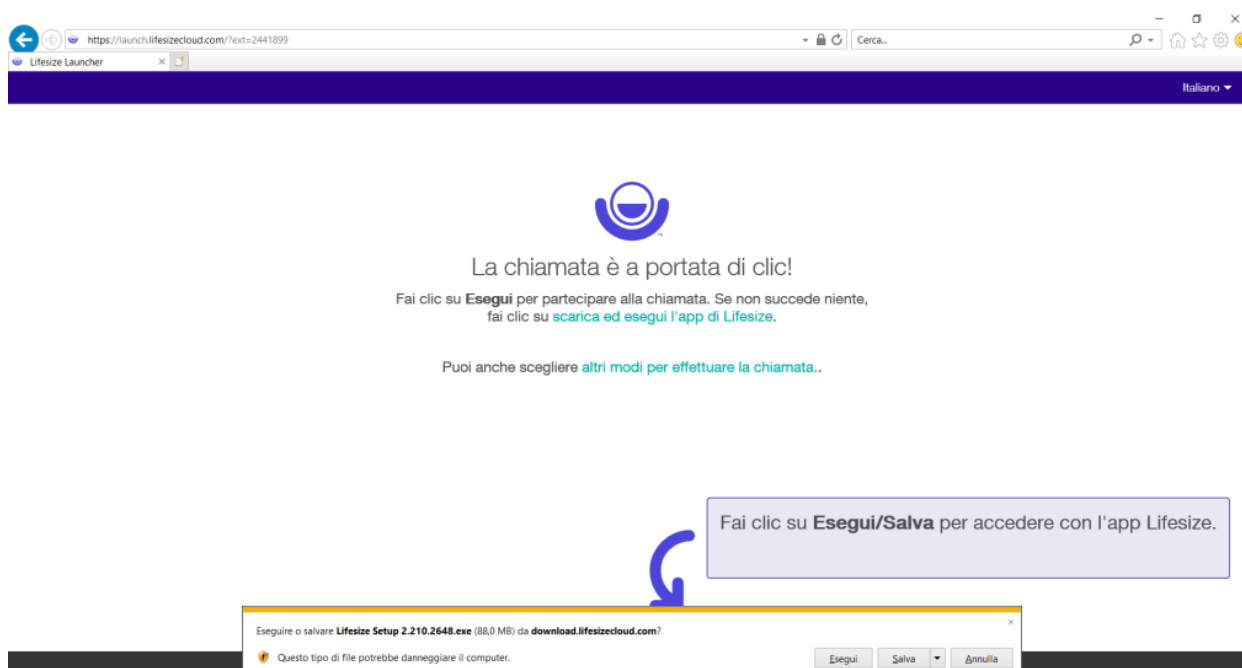 https://launch.lifesizecloud.com/?ext=2441899
Cerca...
Lifesize Launcher
Italiano
La chiamata è a portata di clic!
Fai clic su Esegui per partecipare alla chiamata. Se non succede niente,
fai clic su scarica ed esegui l'app di Lifesize.
Puoi anche scegliere altri modi per effettuare la chiamata..
Fai clic su Esegui/Salva per accedere con l'app Lifesize.
Eseguire o salvare Lifesize Setup 2.210.2648.exe (88,0 MB) da download.lifesizecloud.com?
Questo tipo di file potrebbe danneggiare il computer.
Esegui
Salva
Annulla